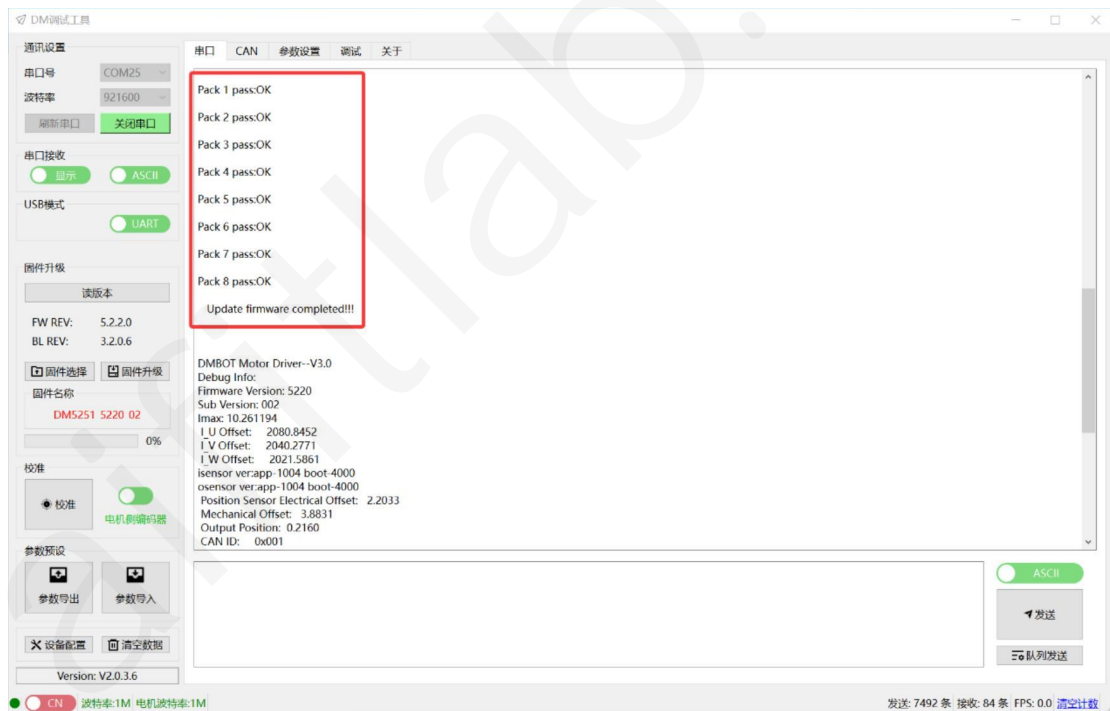 DM调试工具
通讯设置
串口号 COM25
波特率 921600
刷新串口 关闭串口
串口接收
显示 ASCII
USB模式
UART
固件升级
读版本
FW REV: 5.2.2.0
BL REV: 3.2.0.6
固件选择 固件升级
固件名称
DM5251 5220 02
0%
校准
校准
电机侧编码器
参数预设
参数导出 参数导入
设备配置 清空数据
Version: V2.0.3.6
串口 CAN 参数设置 调试 关于
Pack 1 pass:OK
Pack 2 pass:OK
Pack 3 pass:OK
Pack 4 pass:OK
Pack 5 pass:OK
Pack 6 pass:OK
Pack 7 pass:OK
Pack 8 pass:OK
Update firmware completed!!!
DMBOT Motor Driver--V3.0
Debug Info:
Firmware Version: 5220
Sub Version: 002
Imax: 10.261194
I_U Offset: 2080.8452
I_V Offset: 2040.2771
I_W Offset: 2021.5861
isensor ver:app-1004 boot-4000
osensor ver:app-1004 boot-4000
Position Sensor Electrical Offset: 2.2033
Mechanical Offset: 3.8831
Output Position: 0.2160
CAN ID: 0x001
ASCII
发送
队列发送
CN 波特率:1M 电机波特率:1M
发送: 7492 条 接收: 84 条 FPS: 0.0 清空计数
aifitlab.